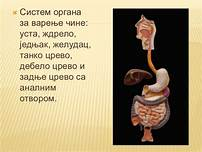 Систем органа
за варење чине:
уста, ждрело,
једњак, желудац,
танко црево,
дебело црево и
задње црево са
аналним
отвором.